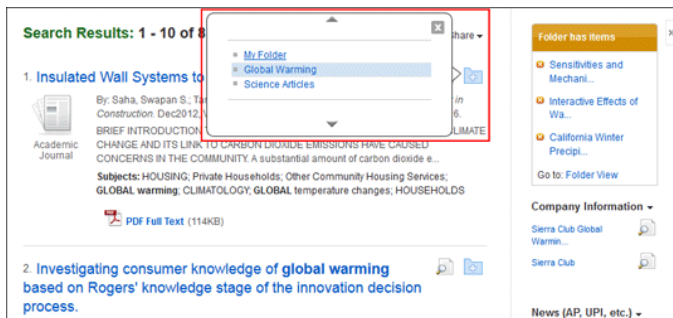 Search Results: 1 - 10 of 8
Share
My Folder
Global Warming
Science Articles
1. Insulated Wall Systems to
By: Saha, Swapan S.; in
Construction. Dec2012, 6.
BRIEF INTRODUCTION CLIMATE
CHANGE AND ITS LINK TO CARBON DIOXIDE EMISSIONS HAVE CAUSED
CONCERNS IN THE COMMUNITY. A substantial amount of carbon dioxide e...
Academic
Journal
Subjects: HOUSING; Private Households; Other Community Housing Services;
GLOBAL warming; CLIMATOLOGY; GLOBAL temperature changes; HOUSEHOLDS
PDF Full Text (114KB)
2. Investigating consumer knowledge of global warming
based on Rogers' knowledge stage of the innovation decision
process.
Folder has items
Sensitivities and
Mechani...
Interactive Effects of
Wa...
California Winter
Precipi...
Go to: Folder View
Company Information
Sierra Club Global
Warmin...
Sierra Club
News (AP, UPI, etc.)